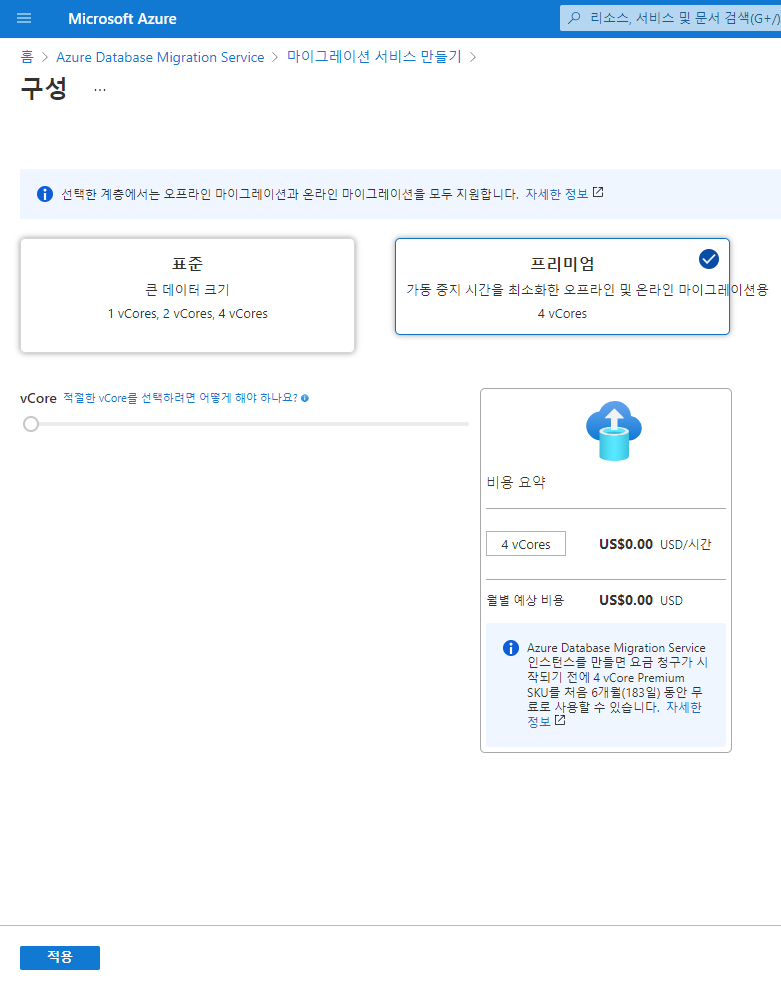 Microsoft Azure
리소스, 서비스 및 문서 검색(G+/)
홈 > Azure Database Migration Service > 마이그레이션 서비스 만들기 >
구성 ...
선택한 계층에서는 오프라인 마이그레이션과 온라인 마이그레이션을 모두 지원합니다. 자세한 정보
표준
큰 데이터 크기
1 vCores, 2 vCores, 4 vCores
프리미엄
가동 중지 시간을 최소화한 오프라인 및 온라인 마이그레이션용
4 vCores
vCore 적절한 vCore를 선택하려면 어떻게 해야 하나요?
비용 요약
4 vCores US$0.00 USD/시간
월별 예상 비용 US$0.00 USD
Azure Database Migration Service
인스턴스를 만들면 요금 청구가 시
작되기 전에 4 vCore Premium
SKU를 처음 6개월(183일) 동안 무
료로 사용할 수 있습니다. 자세한
정보
적용